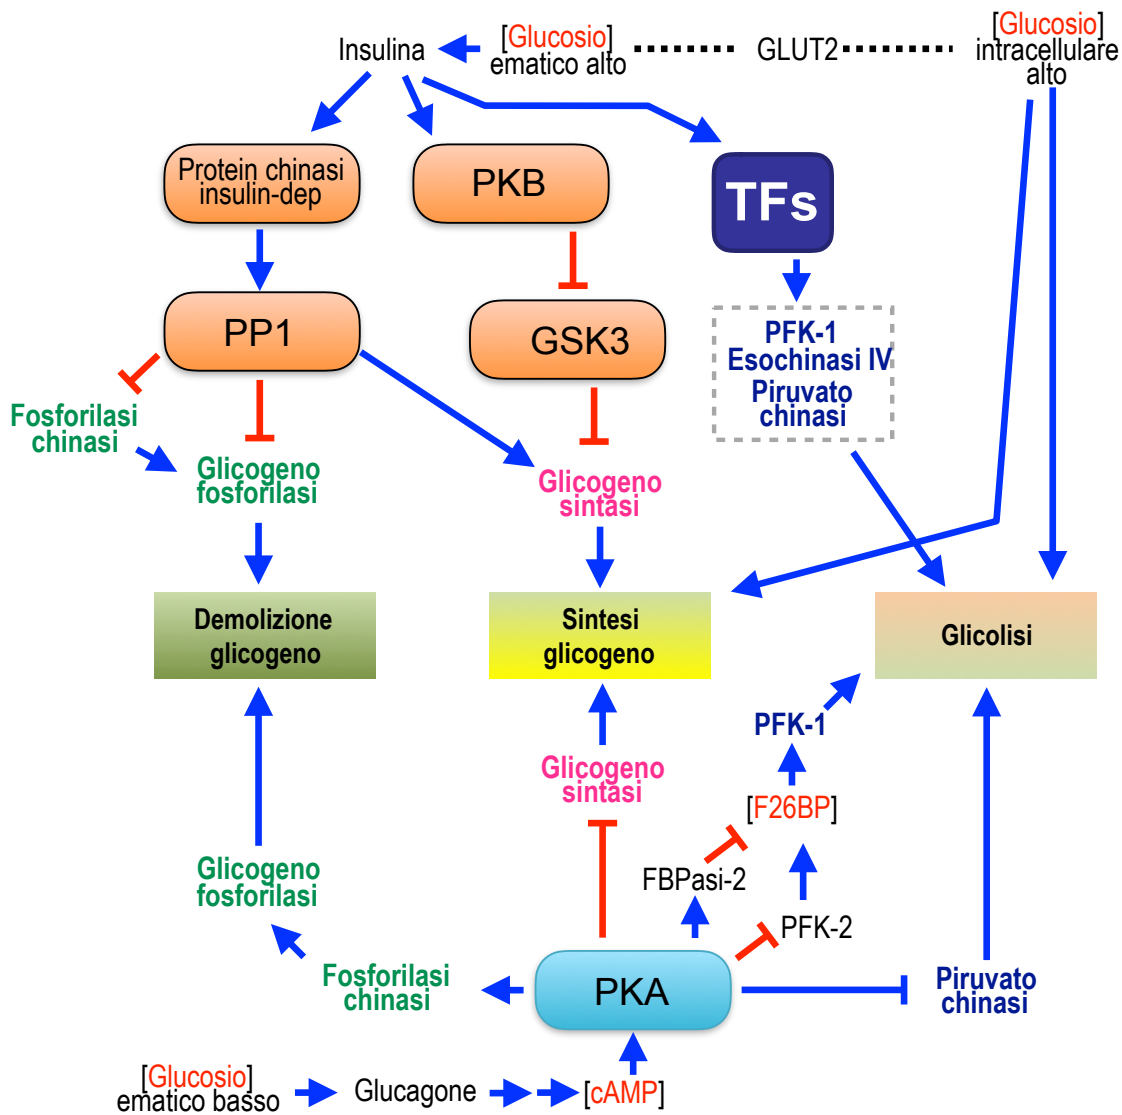 Insulina
[Glucosio]
ematico alto
GLUT2
[Glucosio]
intracellulare
alto
Protein chinasi
insulin-dep
PKB
TFs
PP1
GSK3
PFK-1
Esochinasi IV
Piruvato
chinasi
Fosforilasi
chinasi
Glicogeno
fosforilasi
Glicogeno
sintasi
Demolizione
glicogeno
Sintesi
glicogeno
Glicolisi
PFK-1
Glicogeno
sintasi
[F26BP]
Glicogeno
fosforilasi
FBPasi-2
PFK-2
Fosforilasi
chinasi
PKA
Piruvato
chinasi
[Glucosio]
ematico basso
Glucagone
[cAMP]